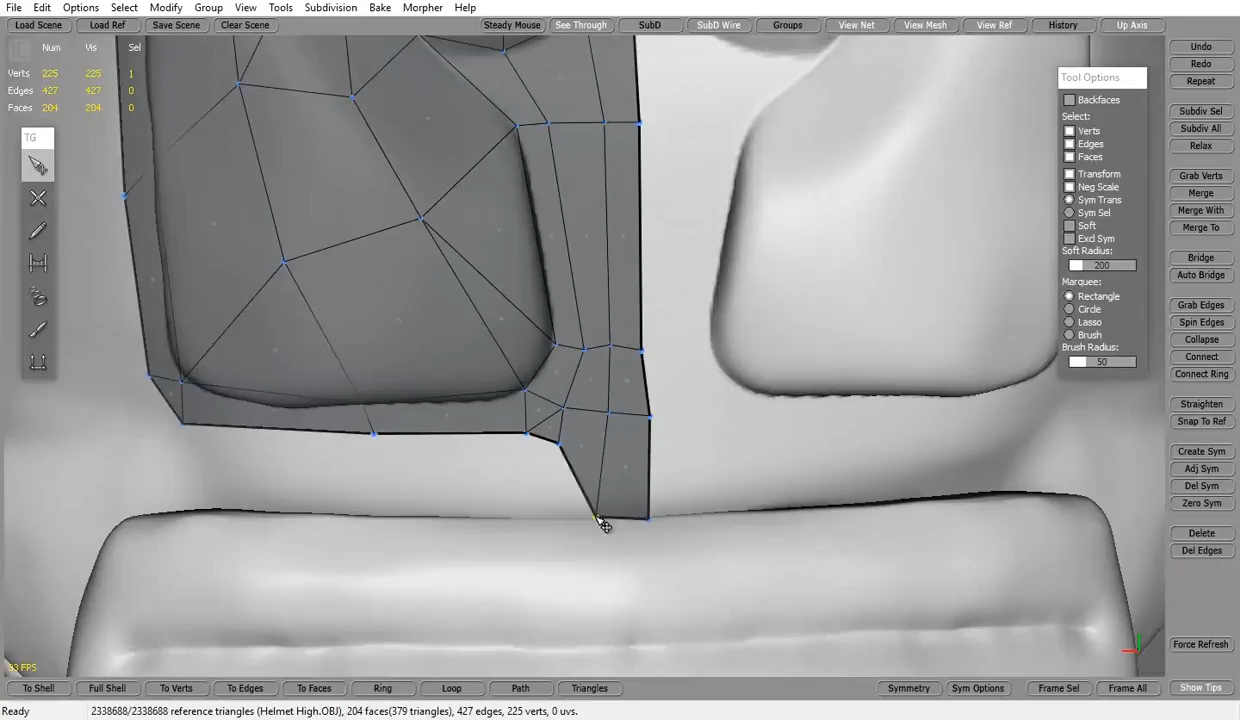 File Edit Options Select Modify Group View Tools Subdivision Bake Morpher Help
Load Scene Load Ref Save Scene Clear Scene Steady Mouse See Through SubD SubD Wire Groups View Net View Mesh View Ref History Up Axis
Num Vis Sel
Verts 225 225 1
Edges 427 427 0
Faces 204 204 0
TG
Tool Options
Backfaces
Select:
Verts
Edges
Faces
Transform
Neg Scale
Sym Trans
Sym Sel
Soft
Excl Sym
Soft Radius:
200
Marquee:
Rectangle
Circle
Lasso
Brush
Brush Radius:
50
Undo
Redo
Repeat
Subdiv Sel
Subdiv All
Relax
Grab Verts
Merge
Merge With
Merge To
Bridge
Auto Bridge
Grab Edges
Spin Edges
Collapse
Connect
Connect Ring
Straighten
Snap To Ref
Create Sym
Adj Sym
Del Sym
Zero Sym
Delete
Del Edges
Force Refresh
93 FPS
To Shell Full Shell To Verts To Edges To Faces Ring Loop Path Triangles Symmetry Sym Options Frame Sel Frame All Show Tips
Ready 2338688/2338688 reference triangles (Helmet High.OBJ), 204 faces(379 triangles), 427 edges, 225 verts, 0 uvs.